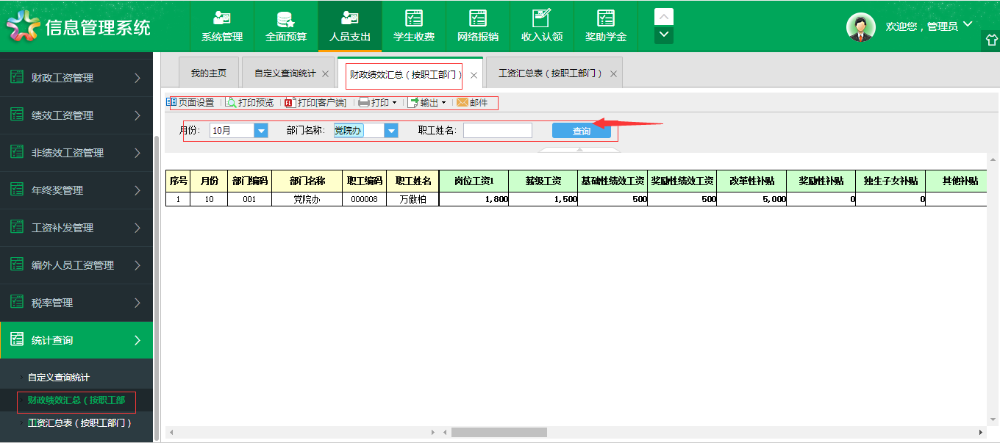 信息管理系统
系统管理 全面预算 人员支出 学生收费 网络报销 收入认领 奖助学金
欢迎您，管理员
财政工资管理
绩效工资管理
非绩效工资管理
年终奖管理
工资补发管理
编外人员工资管理
税率管理
统计查询
自定义查询统计
财政绩效汇总（按职工部
工资汇总表（按职工部门）
我的主页 自定义查询统计 财政绩效汇总（按职工部门） 工资汇总表（按职工部门）
页面设置 打印预览 打印[客户端] 打印 输出 邮件
月份: 10月 部门名称: 党院办 职工姓名: 查询
序号 月份 部门编码 部门名称 职工编码 职工姓名 岗位工资1 薪级工资 基础性绩效工资 奖励性绩效工资 改革性补贴 奖励性补贴 独生子女补贴 其他补贴
1 10 001 党院办 000008 万傲柏 1,800 1,500 500 500 5,000 0 0